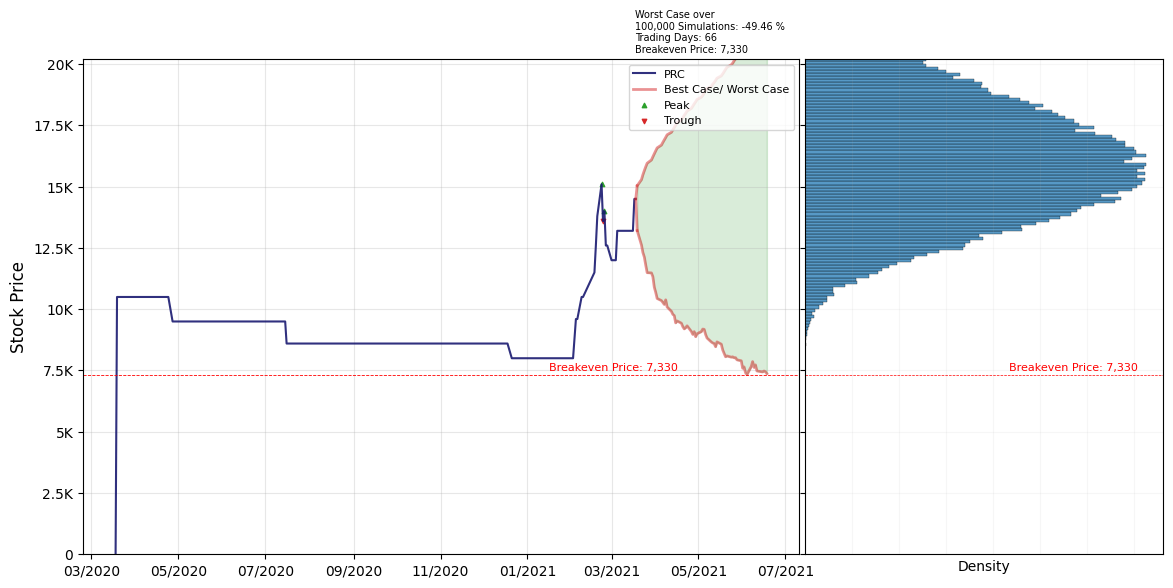 Worst Case over
100,000 Simulations: -49.46 %
Trading Days: 66
Breakeven Price: 7,330
PRC
Best Case/ Worst Case
Peak
Trough
20K
17.5K
15K
12.5K
10K
7.5K
5K
2.5K
0
Stock Price
Breakeven Price: 7,330
Breakeven Price: 7,330
03/2020 05/2020 07/2020 09/2020 11/2020 01/2021 03/2021 05/2021 07/2021
Density